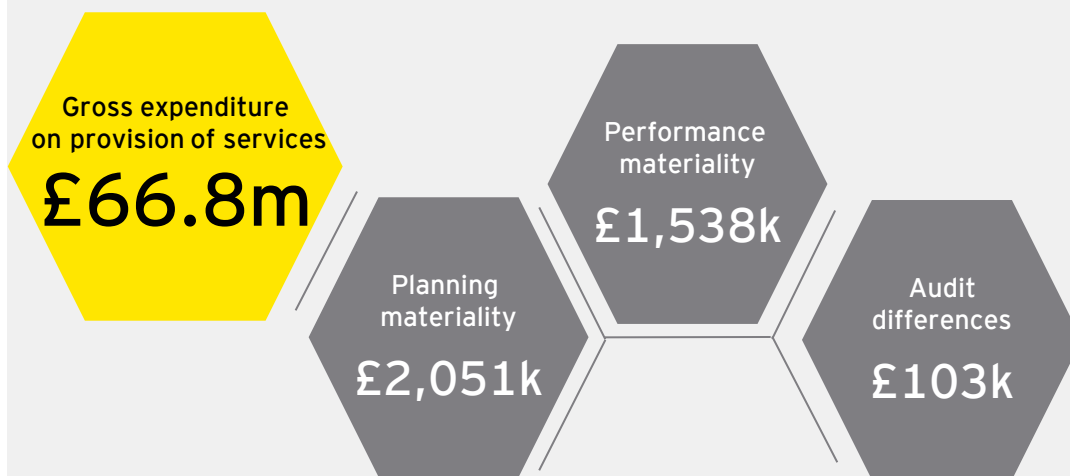 Gross expenditure
on provision of services
£66.8m
Planning
materiality
£2,051k
Performance
materiality
£1,538k
Audit
differences
£103k